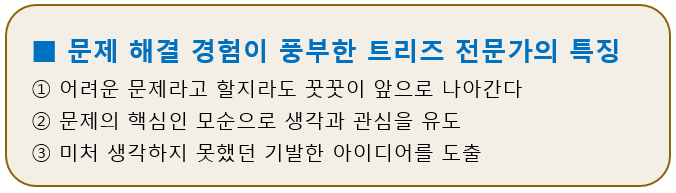 ■ 문제 해결 경험이 풍부한 트리즈 전문가의 특징
① 어려운 문제라고 할지라도 꿋꿋이 앞으로 나아간다
② 문제의 핵심인 모순으로 생각과 관심을 유도
③ 미처 생각하지 못했던 기발한 아이디어를 도출